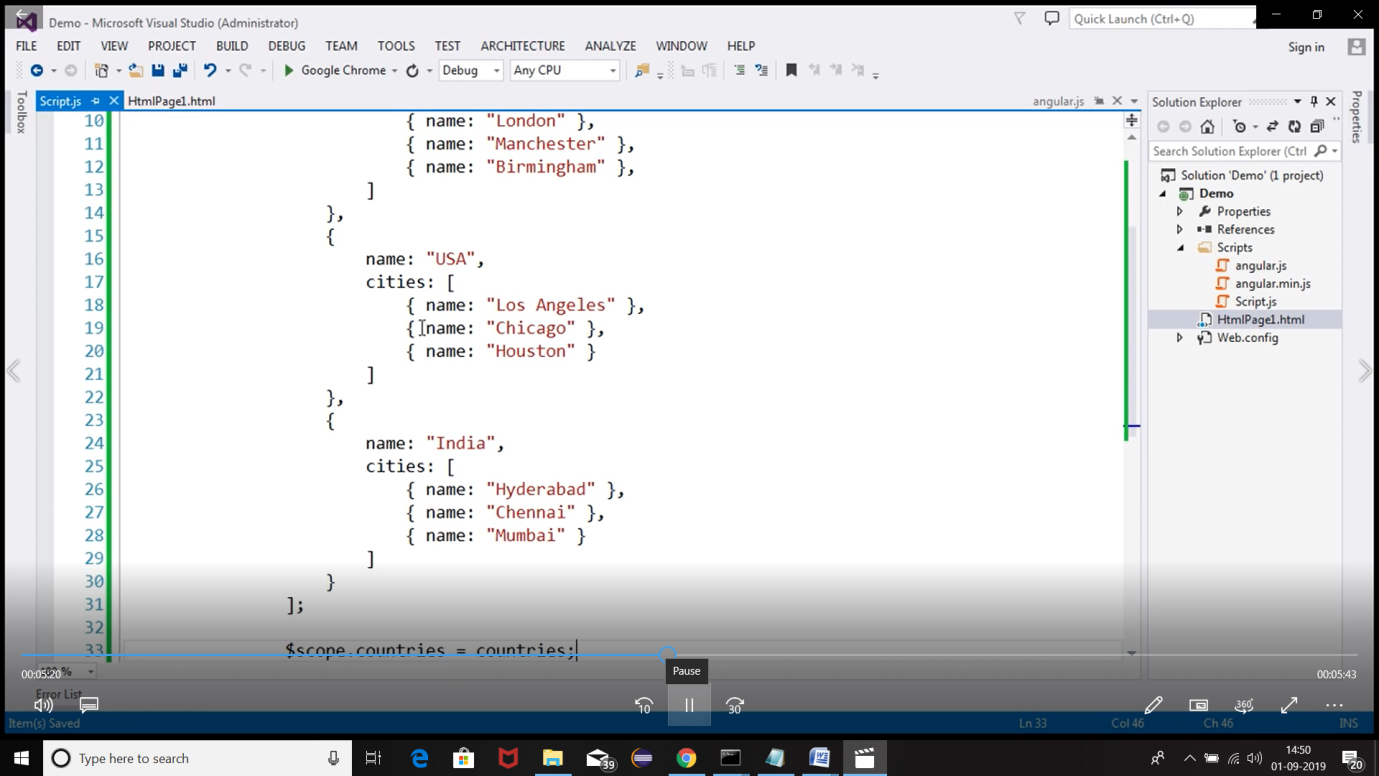 Demo - Microsoft Visual Studio (Administrator)
Quick Launch (Ctrl+Q)
FILE EDIT VIEW PROJECT BUILD DEBUG TEAM TOOLS TEST ARCHITECTURE ANALYZE WINDOW HELP
Sign in
Google Chrome Debug Any CPU
Toolbox
Script.js HtmlPage1.html angular.js
Solution Explorer
Properties
Search Solution Explorer (Ctrl
Solution 'Demo' (1 project)
Demo
Properties
References
Scripts
angular.js
angular.min.js
Script.js
HtmlPage1.html
Web.config
10 { name: "London" },
11 { name: "Manchester" },
12 { name: "Birmingham" },
13 ]
14 },
15 {
16 name: "USA",
17 cities: [
18 { name: "Los Angeles" },
19 { name: "Chicago" },
20 { name: "Houston" }
21 ]
22 },
23 {
24 name: "India",
25 cities: [
26 { name: "Hyderabad" },
27 { name: "Chennai" },
28 { name: "Mumbai" }
29 ]
30 }
31 ];
32
33 $scope.countries = countries;
Pause
00:05:20 00:05:43
Error List
10 30 360
Item(s) Saved Ln 33 Col 46 Ch 46 INS
Type here to search
39
14:50
01-09-2019
20